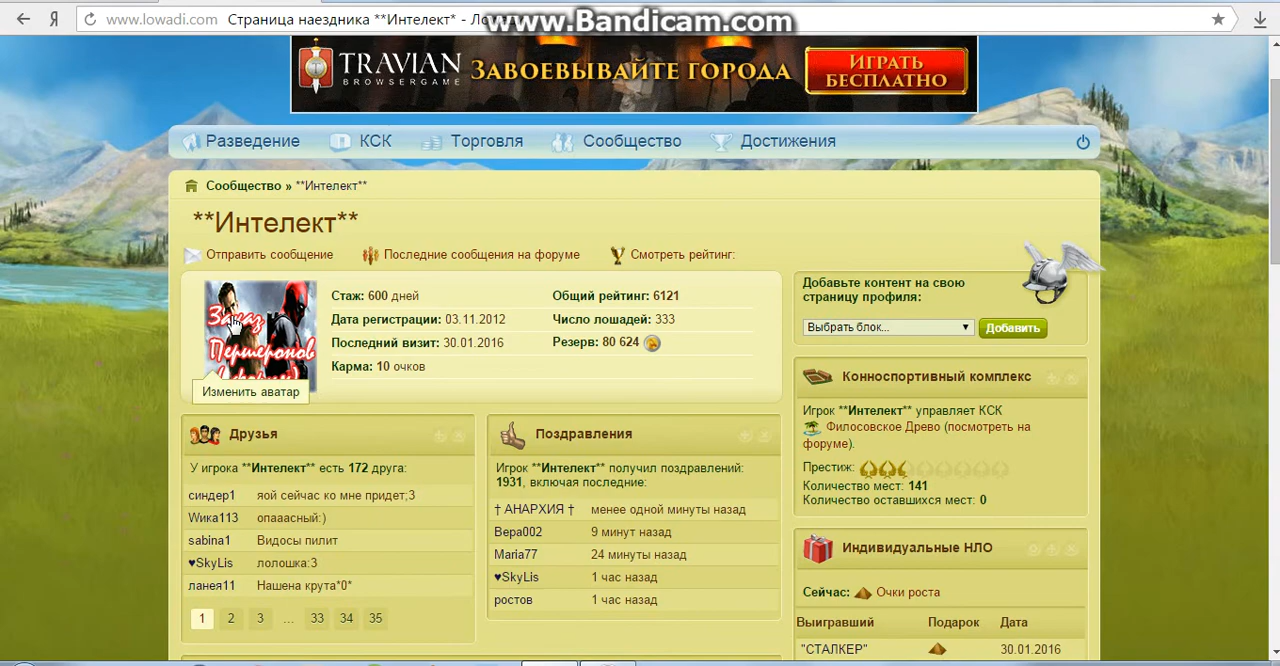 www.lowadi.com Страница наездника **Интелект* - Ло
www.Bandicam.com
TRAVIAN
BROWSERGAME
ЗАВОЕВЫВАЙТЕ ГОРОДА
ИГРАТЬ
БЕСПЛАТНО
Разведение КСК Торговля Сообщество Достижения
Сообщество » **Интелект**
**Интелект**
Отправить сообщение Последние сообщения на форуме Смотреть рейтинг:
Заказ
Першеронов
Изменить аватар
Стаж: 600 дней
Дата регистрации: 03.11.2012
Последний визит: 30.01.2016
Карма: 10 очков
Общий рейтинг: 6121
Число лошадей: 333
Резерв: 80 624
Добавьте контент на свою
страницу профиля:
Выбрать блок... Добавить
Друзья
У игрока **Интелект** есть 172 друга:
синдер1 яой сейчас ко мне придет;3
Wика113 опааасный:)
sabina1 Видосы пилит
♥SkyLis лолошка:3
ланея11 Нашена крута*0*
1 2 3 ... 33 34 35
Поздравления
Игрок **Интелект** получил поздравлений:
1931, включая последние:
† АНАРХИЯ † менее одной минуты назад
Вера002 9 минут назад
Maria77 24 минуты назад
♥SkyLis 1 час назад
ростов 1 час назад
Конноспортивный комплекс
Игрок **Интелект** управляет КСК
Филосовское Древо (посмотреть на
форуме).
Престиж:
Количество мест: 141
Количество оставшихся мест: 0
Индивидуальные НЛО
Сейчас: Очки роста
Выигравший Подарок Дата
"СТАЛКЕР" 30.01.2016